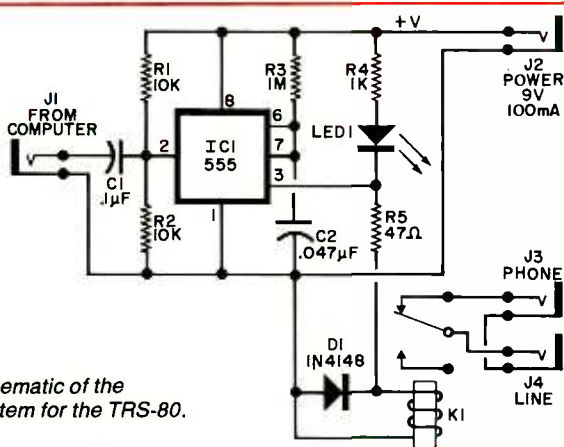 +V
J2
POWER
9V
100mA
R1
10K
R3
1M
R4
1K
J1
FROM
COMPUTER
8
6
LED1
IC1
555
2
7
3
C1
.1µF
1
R2
10K
C2
.047µF
R5
47Ω
J3
PHONE
D1
1N4148
J4
LINE
K1
ematic of the
tem for the TRS-80.